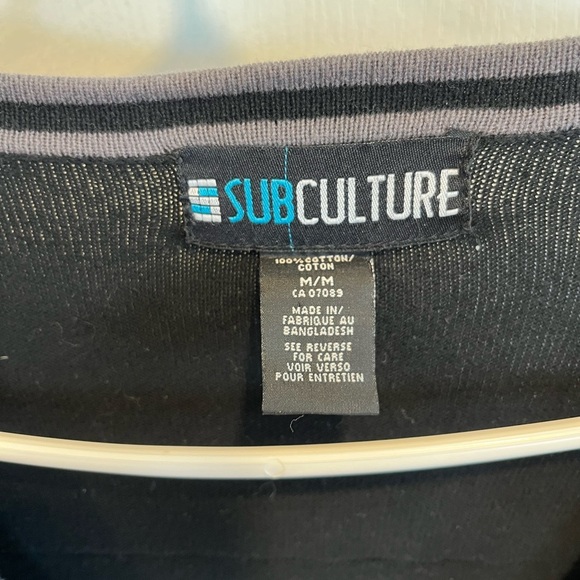 SUBCULTURE
100% COTTON/
COTON
M/M
CA 07089
MADE IN/
FABRIQUE AU
BANGLADESH
SEE REVERSE
FOR CARE
VOIR VERSO
POUR ENTRETIEN